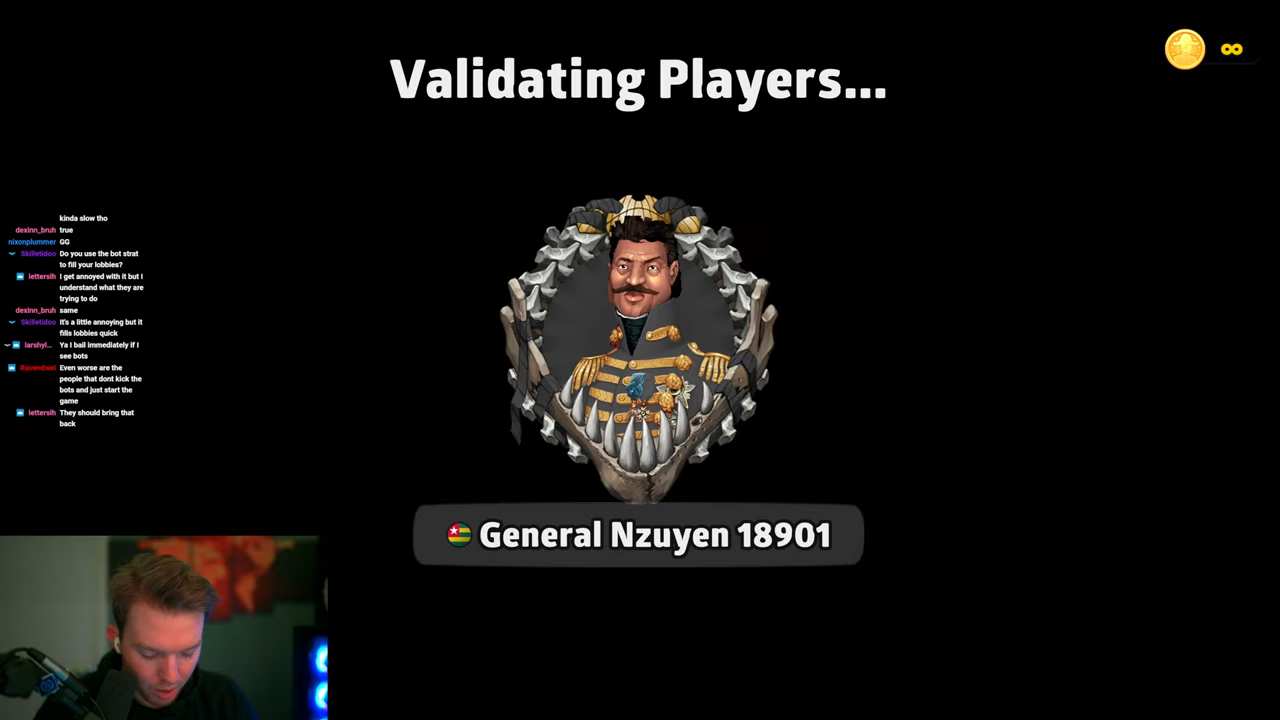 Validating Players...
∞
kinda slow tho
dexinn_bruh true
nixonplummer GG
Skilletidoo Do you use the bot strat
to fill your lobbies?
lettersih I get annoyed with it but I
understand what they are
trying to do
dexinn_bruh same
Skilletidoo It's a little annoying but it
fills lobbies quick
larshyl... Ya I bail immediately if I
see bots
Even worse are the
people that dont kick the
bots and just start the
game
lettersih They should bring that
back
General Nzuyen 18901